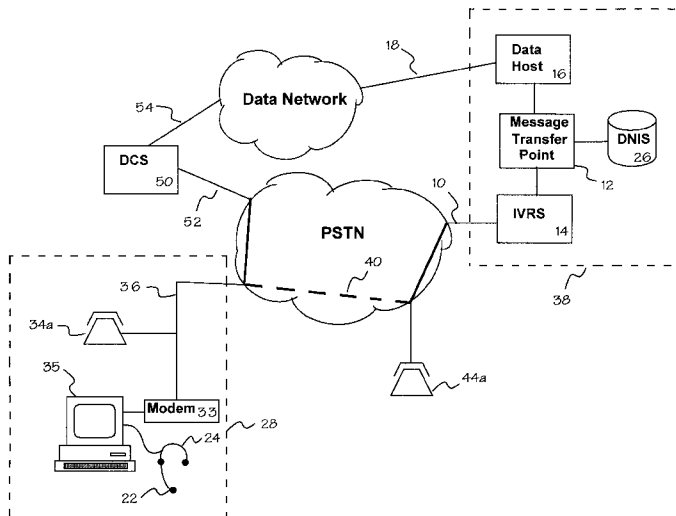 18
Data
Host
16
Data Network
54
Message
Transfer
Point
DNIS
26
DCS
50
12
10
52
IVRS
14
PSTN
40
36
38
34a
35
44a
Modem 33
24
28
22